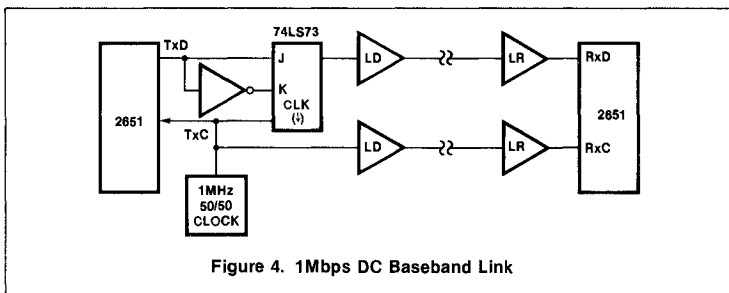 74LS73
TxD
J
LD
LR
RxD
K
2651
CLK
(↓)
2651
TxC
LD
LR
RxC
1MHz
50/50
CLOCK
Figure 4. 1Mbps DC Baseband Link